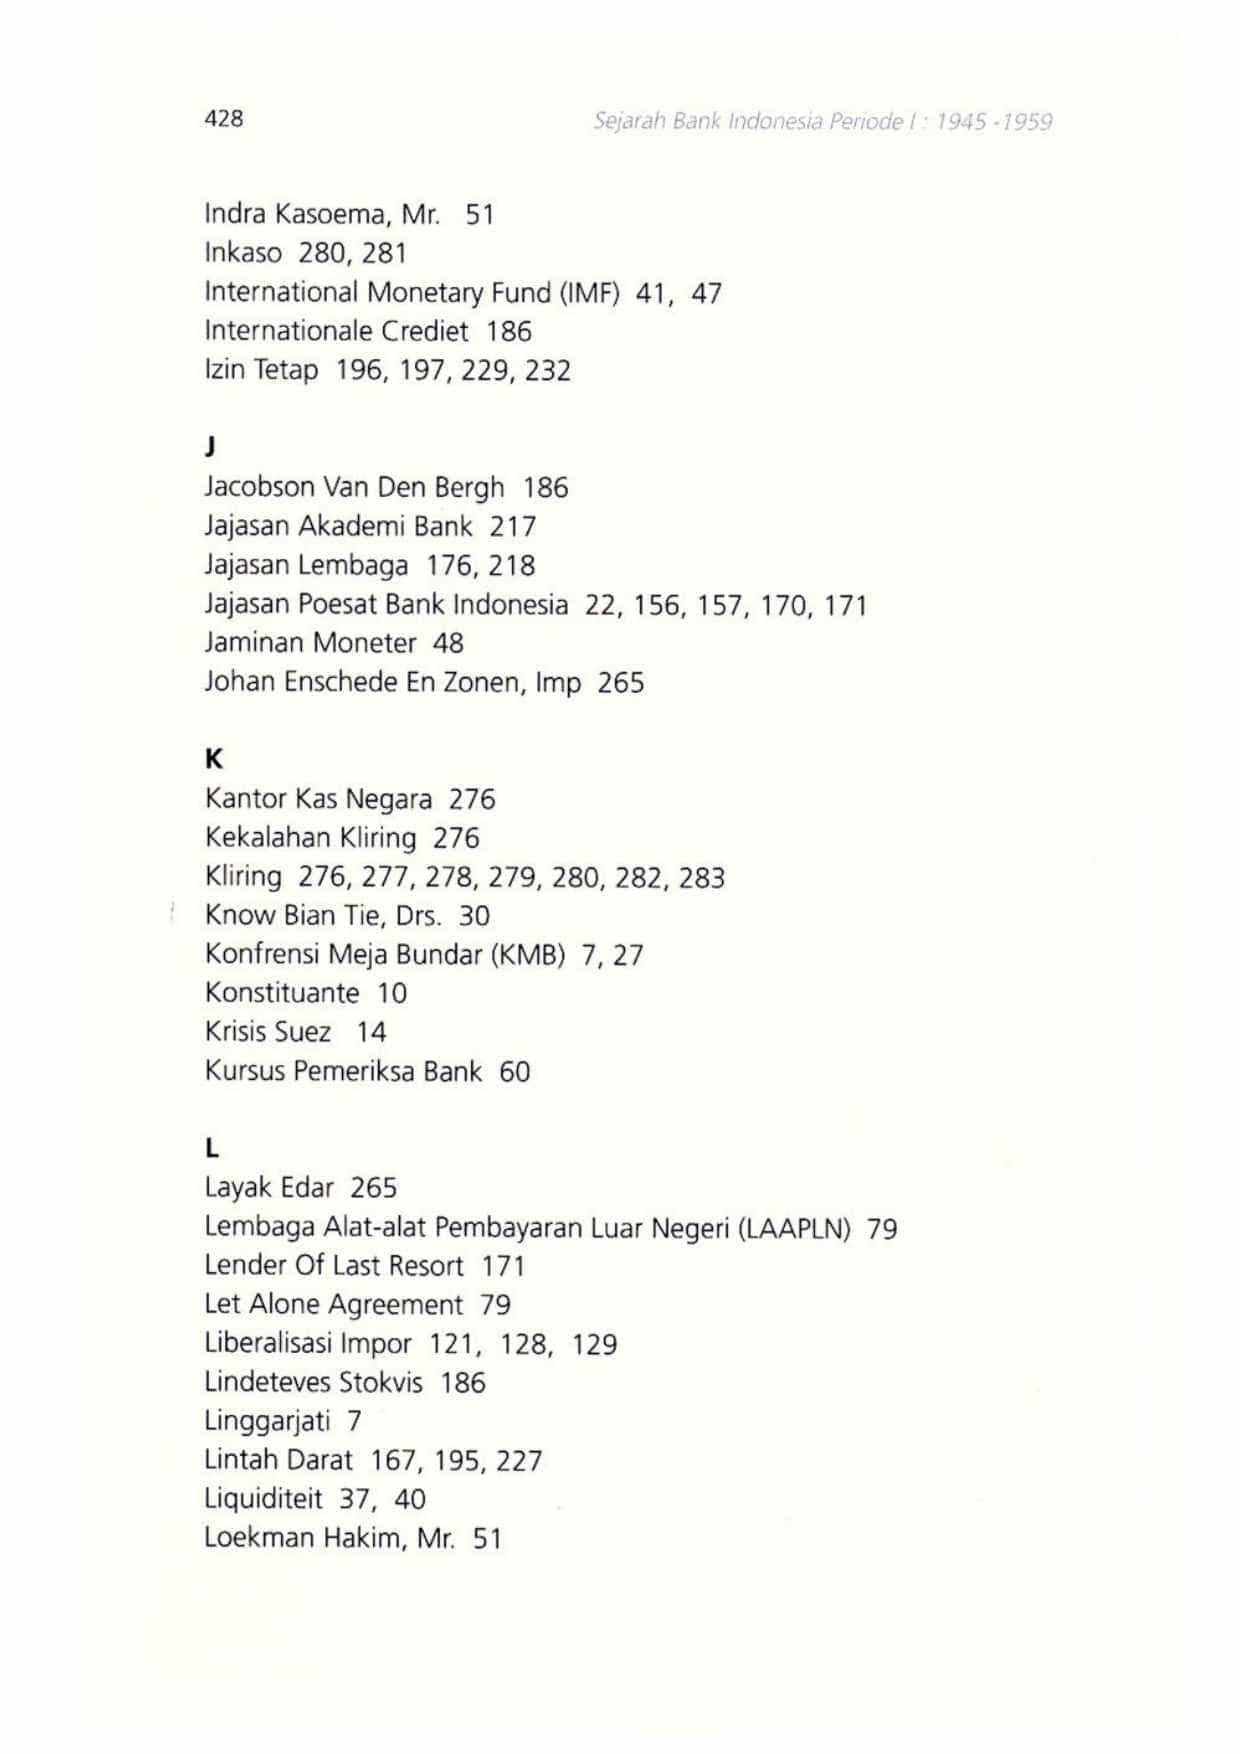 428
Sejarah Bank Indonesia Periode I : 1945 -1959
Indra Kasoema, Mr. 51
Inkaso 280, 281
International Monetary Fund (IMF) 41, 47
Internationale Crediet 186
Izin Tetap 196, 197, 229, 232
J
Jacobson Van Den Bergh 186
Jajasan Akademi Bank 217
Jajasan Lembaga 176, 218
Jajasan Poesat Bank Indonesia 22, 156, 157, 170, 171
Jaminan Moneter 48
Johan Enschede En Zonen, Imp 265
K
Kantor Kas Negara 276
Kekalahan Kliring 276
Kliring 276, 277, 278, 279, 280, 282, 283
Know Bian Tie, Drs. 30
Konfrensi Meja Bundar (KMB) 7, 27
Konstituante 10
Krisis Suez 14
Kursus Pemeriksa Bank 60
L
Layak Edar 265
Lembaga Alat-alat Pembayaran Luar Negeri (LAAPLN) 79
Lender Of Last Resort 171
Let Alone Agreement 79
Liberalisasi Impor 121, 128, 129
Lindeteves Stokvis 186
Linggarjati 7
Lintah Darat 167, 195, 227
Liquiditeit 37, 40
Loekman Hakim, Mr. 51